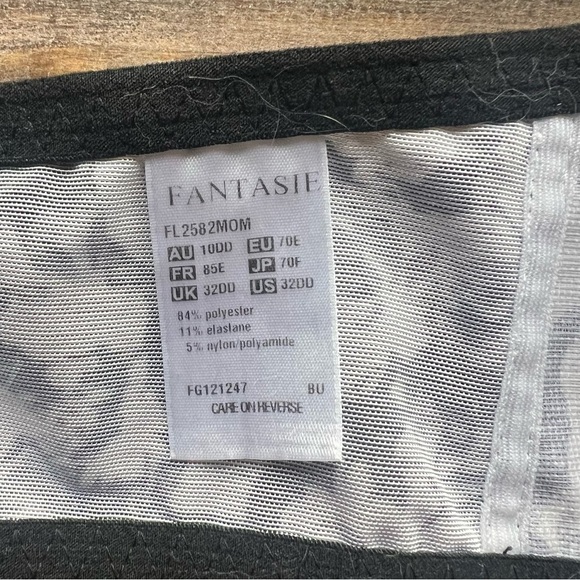 FANTASIE
FL2582MOM
AU 10DD EU 70E
FR 85E JP 70F
UK 32DD US 32DD
84% polyester
11% elastane
5% nylon/polyamide
FG121247 BU
CARE ON REVERSE